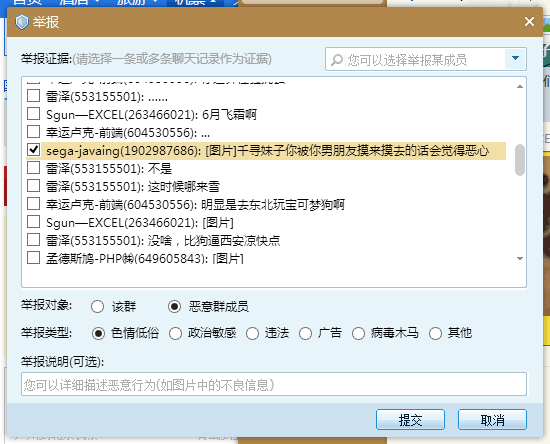 举报
举报证据:(请选择一条或多条聊天记录作为证据)
您可以选择举报某成员
雷泽(553155501): ......
Sgun—EXCEL(263466021): 6月飞霜啊
幸运卢克-前端(604530556): ...
sega-javaing(1902987686): [图片]千寻妹子你被你男朋友摸来摸去的话会觉得恶心
雷泽(553155501): 不是
雷泽(553155501): 这时候哪来雪
幸运卢克-前端(604530556): 明显是去东北玩宝可梦狗啊
Sgun—EXCEL(263466021): [图片]
雷泽(553155501): 没啥，比狗逼西安凉快点
孟德斯鸠-PHP㈱(649605843): [图片]
举报对象: 该群 恶意群成员
举报类型: 色情低俗 政治敏感 违法 广告 病毒木马 其他
举报说明(可选):
您可以详细描述恶意行为(如图片中的不良信息)
提交 取消